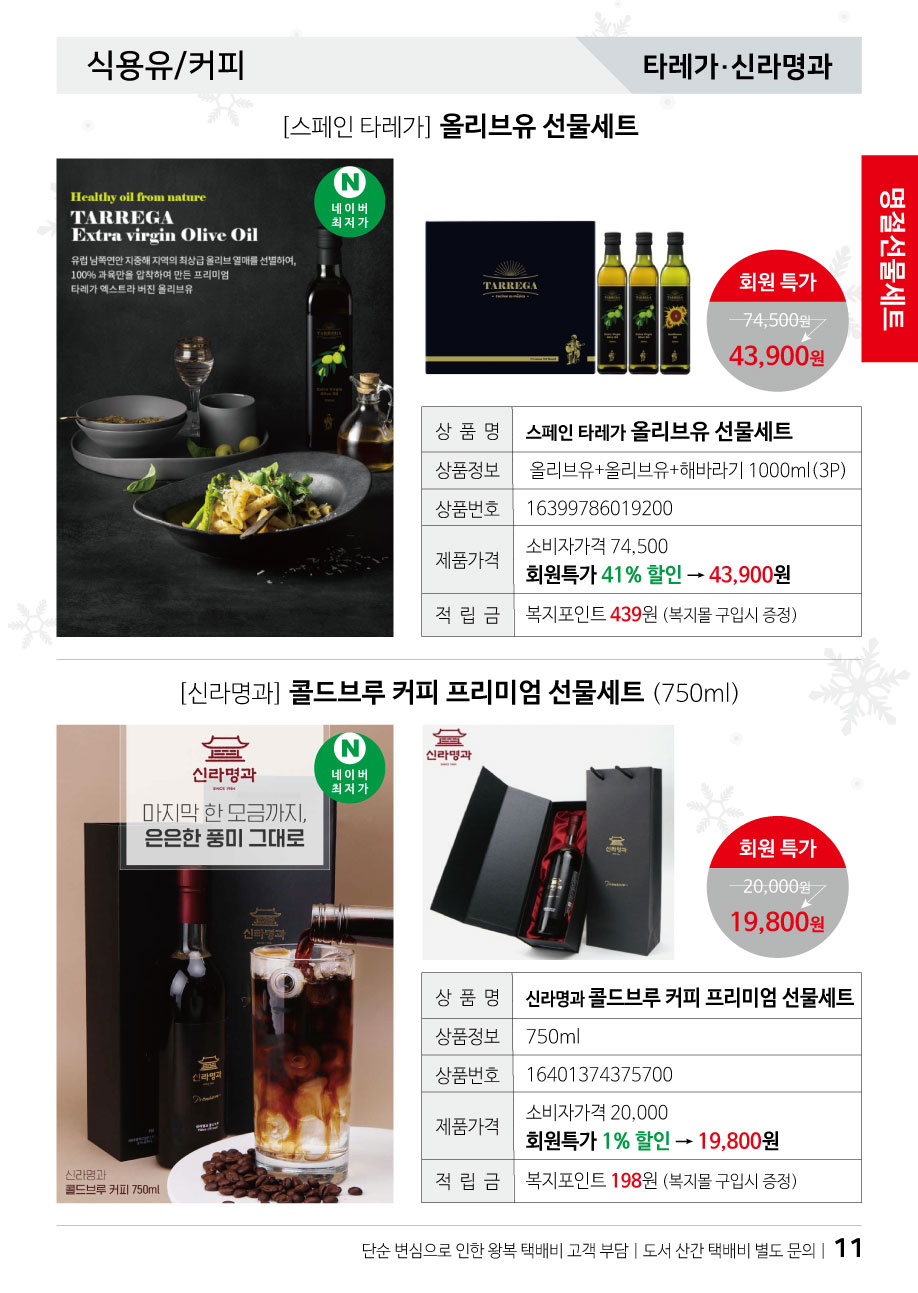 식용유/커피
타레가·신라명과
명절선물세트
[스페인 타레가] 올리브유 선물세트
Healthy oil from nature
TARREGA
Extra virgin Olive Oil
유럽 남쪽연안 지중해 지역의 최상급 올리브 열매를 선별하여,
100% 과육만을 압착하여 만든 프리미엄
타레가 엑스트라 버진 올리브유
N
네이버
최저가
TARREGA
회원 특가
74,500원
43,900원
상 품 명 스페인 타레가 올리브유 선물세트
상품정보 올리브유+올리브유+해바라기 1000ml(3P)
상품번호 16399786019200
제품가격 소비자가격 74,500
회원특가 41% 할인 → 43,900원
적 립 금 복지포인트 439원 (복지몰 구입시 증정)
[신라명과] 콜드브루 커피 프리미엄 선물세트 (750ml)
신라명과
SINCE 1984
마지막 한 모금까지,
은은한 풍미 그대로
N
네이버
최저가
신라명과
신라명과
Premium
신라명과
콜드브루 커피 750ml
신라명과
SINCE 1984
신라명과
Premium
회원 특가
20,000원
19,800원
상 품 명 신라명과 콜드브루 커피 프리미엄 선물세트
상품정보 750ml
상품번호 16401374375700
제품가격 소비자가격 20,000
회원특가 1% 할인 → 19,800원
적 립 금 복지포인트 198원 (복지몰 구입시 증정)
단순 변심으로 인한 왕복 택배비 고객 부담 | 도서 산간 택배비 별도 문의 | 11